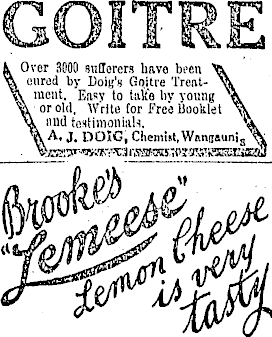 GOITRE
Over 3000 sufferers have been
cured by Doig's Goitre Treat-
ment. Easy to take by young
or old. Write for Free Booklet
and testimonials.
A. J. DOIG, Chemist, Wanganui,
Brooke's
"Lemeese"
Lemon Cheese
is very
tasty